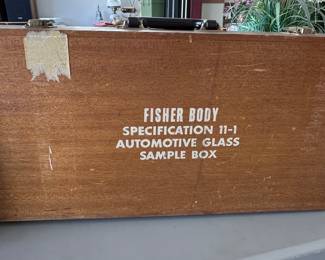 FISHER BODY
SPECIFICATION 11-1
AUTOMOTIVE GLASS
SAMPLE BOX